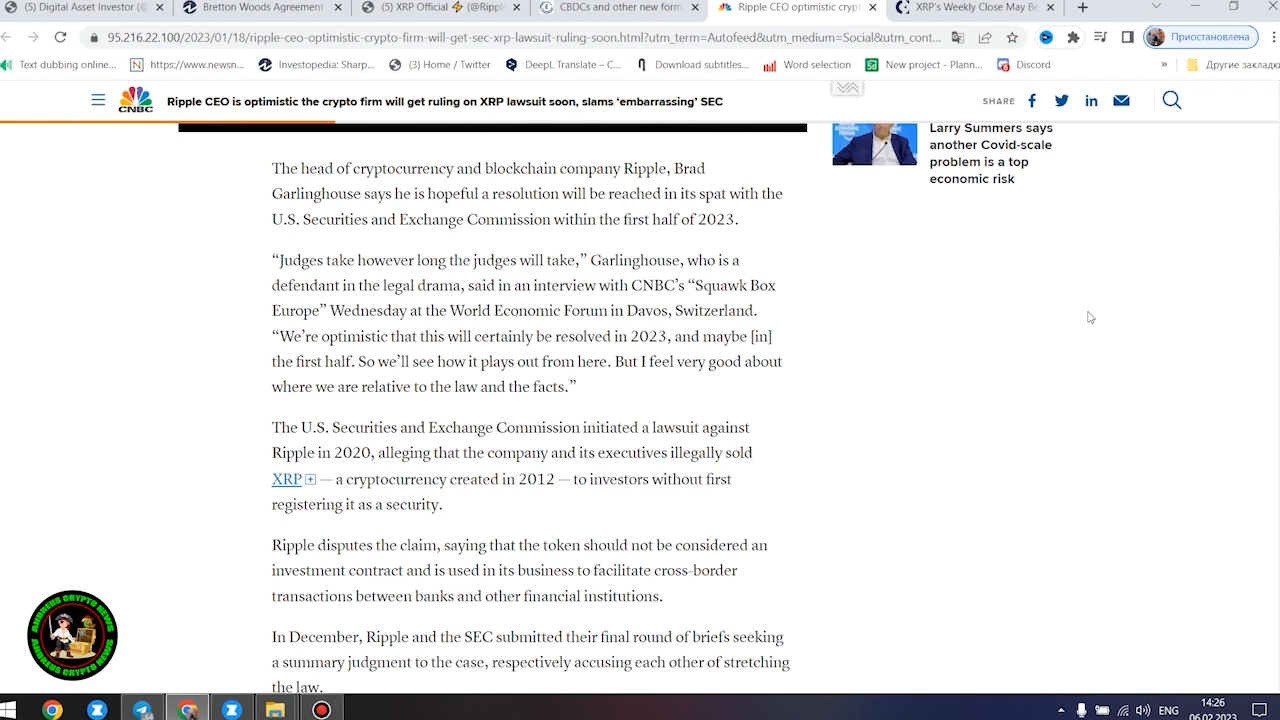 (5) Digital Asset Investor (@
Bretton Woods Agreement
(5) XRP Official ⚡ (@Ripple
CBDCs and other new form
Ripple CEO optimistic crypt
XRP's Weekly Close May Be
95.216.22.100/2023/01/18/ripple-ceo-optimistic-crypto-firm-will-get-sec-xrp-lawsuit-ruling-soon.html?utm_term=Autofeed&utm_medium=Social&utm_cont...
Приостановлена
Text dubbing online...
https://www.newsn...
Investopedia: Sharp...
(3) Home / Twitter
DeepL Translate – C...
Download subtitles...
Word selection
New project - Plann...
Discord
»
Другие закладки
CNBC
Ripple CEO is optimistic the crypto firm will get ruling on XRP lawsuit soon, slams ‘embarrassing’ SEC
SHARE
Larry Summers says
another Covid-scale
problem is a top
economic risk
The head of cryptocurrency and blockchain company Ripple, Brad
Garlinghouse says he is hopeful a resolution will be reached in its spat with the
U.S. Securities and Exchange Commission within the first half of 2023.
“Judges take however long the judges will take,” Garlinghouse, who is a
defendant in the legal drama, said in an interview with CNBC’s “Squawk Box
Europe” Wednesday at the World Economic Forum in Davos, Switzerland.
“We’re optimistic that this will certainly be resolved in 2023, and maybe [in]
the first half. So we’ll see how it plays out from here. But I feel very good about
where we are relative to the law and the facts.”
The U.S. Securities and Exchange Commission initiated a lawsuit against
Ripple in 2020, alleging that the company and its executives illegally sold
XRP — a cryptocurrency created in 2012 — to investors without first
registering it as a security.
Ripple disputes the claim, saying that the token should not be considered an
investment contract and is used in its business to facilitate cross-border
transactions between banks and other financial institutions.
In December, Ripple and the SEC submitted their final round of briefs seeking
a summary judgment to the case, respectively accusing each other of stretching
the law.
ANDREUS CRYPTO NEWS
ANDREUS CRYPTO NEWS
ENG
14:26
06.02.2023